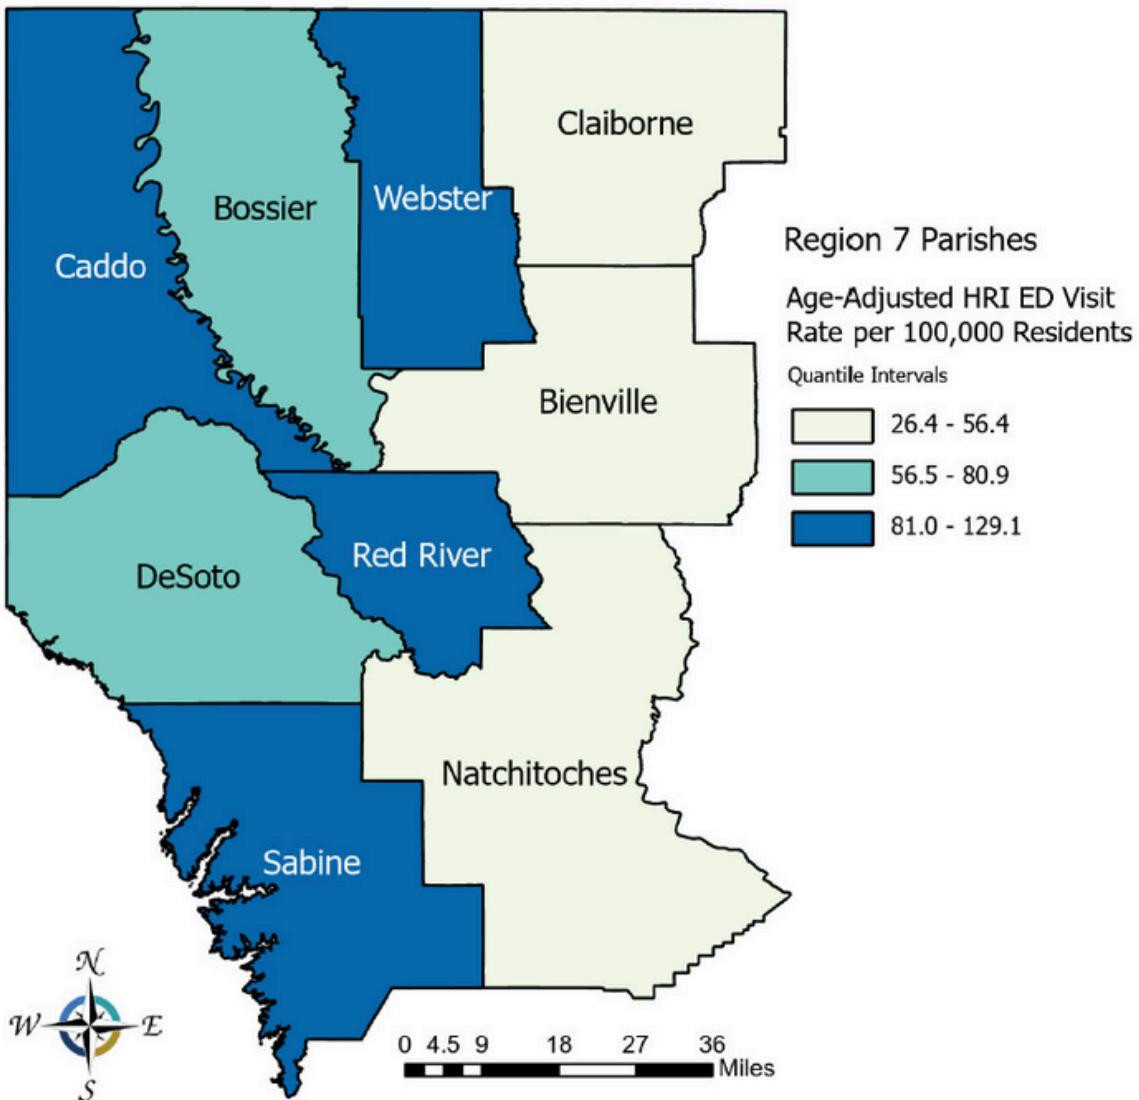 Claiborne
Webster
Bossier
Caddo
Region 7 Parishes
Age-Adjusted HRI ED Visit
Rate per 100,000 Residents
Quantile Intervals
26.4 - 56.4
56.5 - 80.9
81.0 - 129.1
Bienville
Red River
DeSoto
Natchitoches
Sabine
N
W E
S
0 4.5 9 18 27 36
Miles